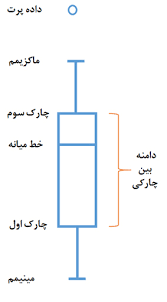 داده پرت
ماکزیمم
چارک سوم
خط میانه
دامنه
بین
چارکی
چارک اول
مینیمم